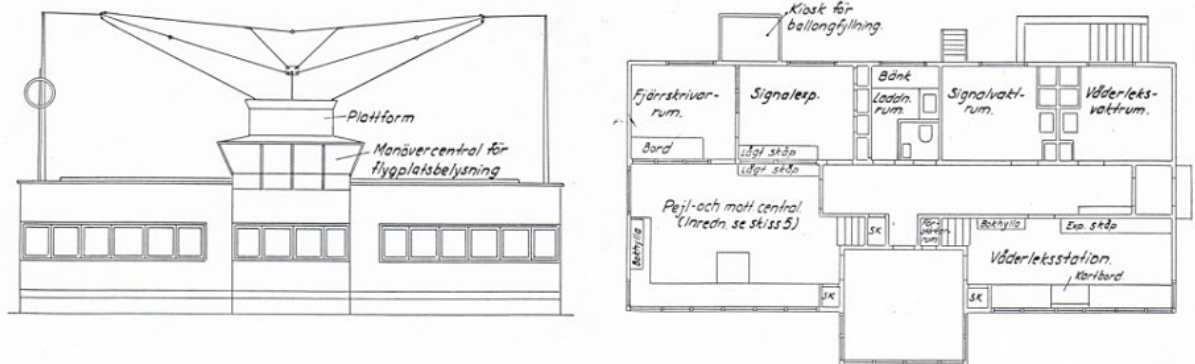 Plattform
Manövercentral för
flygplatsbelysning
Kiosk för
ballongfyllning.
Fjärrskrivar-
rum.
Bord
Signalexp.
Lågt skåp
Lågt skåp
Bänk
Laddn.
rum.
Signalvakt-
rum.
Väderleks-
vaktrum.
Pejl-och mott. central.
(Inredn. se skiss 5)
Bokhylla
SK
rum
Bokhylla
Exp. skåp
Väderleksstation.
Kartbord
SK
SK